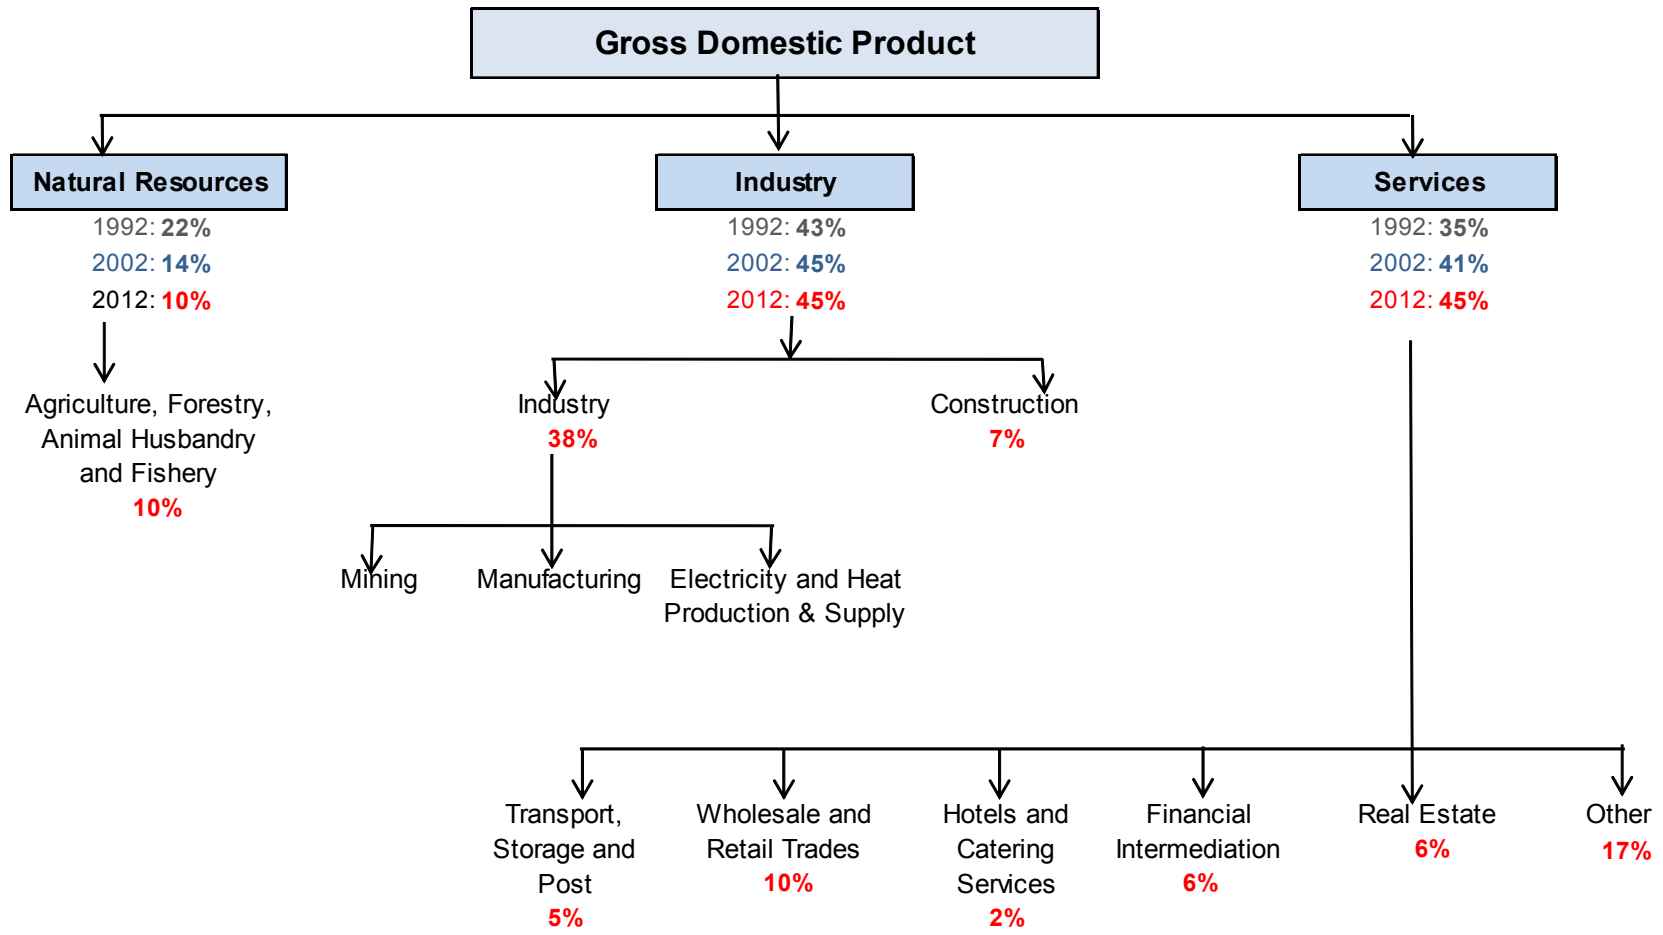 Gross Domestic Product
Natural Resources
1992: 22%
2002: 14%
2012: 10%
Industry
1992: 43%
2002: 45%
2012: 45%
Services
1992: 35%
2002: 41%
2012: 45%
Agriculture, Forestry,
Animal Husbandry
and Fishery
10%
Industry
38%
Construction
7%
Mining
Manufacturing
Electricity and Heat
Production & Supply
Transport,
Storage and
Post
5%
Wholesale and
Retail Trades
10%
Hotels and
Catering
Services
2%
Financial
Intermediation
6%
Real Estate
6%
Other
17%